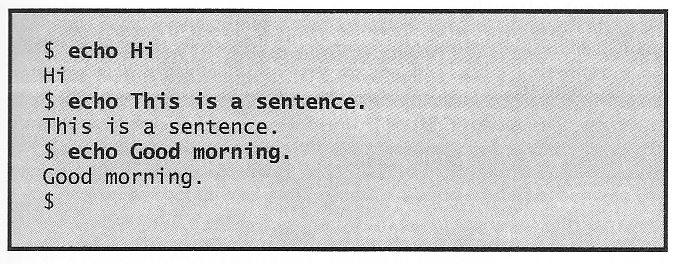 $ echo Hi
Hi
$ echo This is a sentence.
This is a sentence.
$ echo Good morning.
Good morning.
$